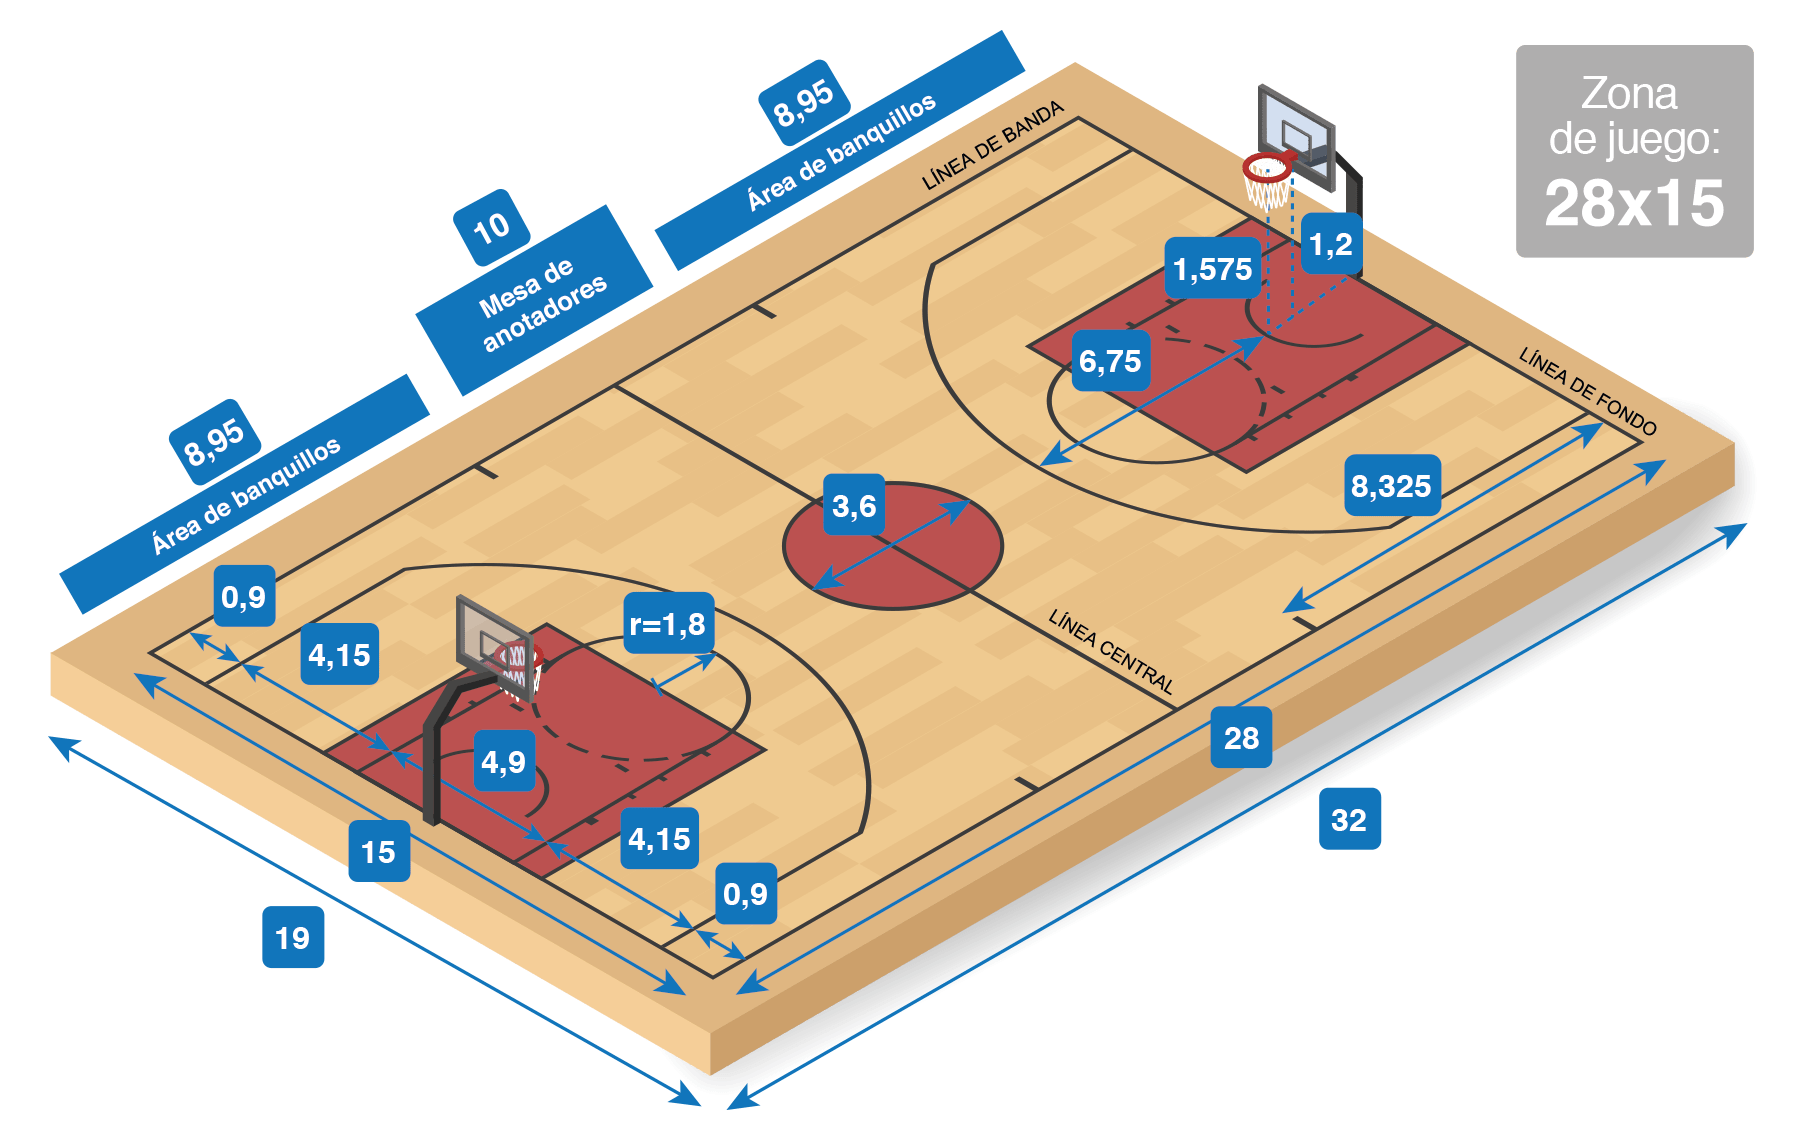 Zona
de juego:
28x15
8,95
Área de banquillos
10
Mesa de
anotadores
8,95
Área de banquillos
LÍNEA DE BANDA
1,2
1,575
6,75
LÍNEA DE FONDO
8,325
3,6
LÍNEA CENTRAL
0,9
4,15
r=1,8
4,9
4,15
0,9
15
19
28
32